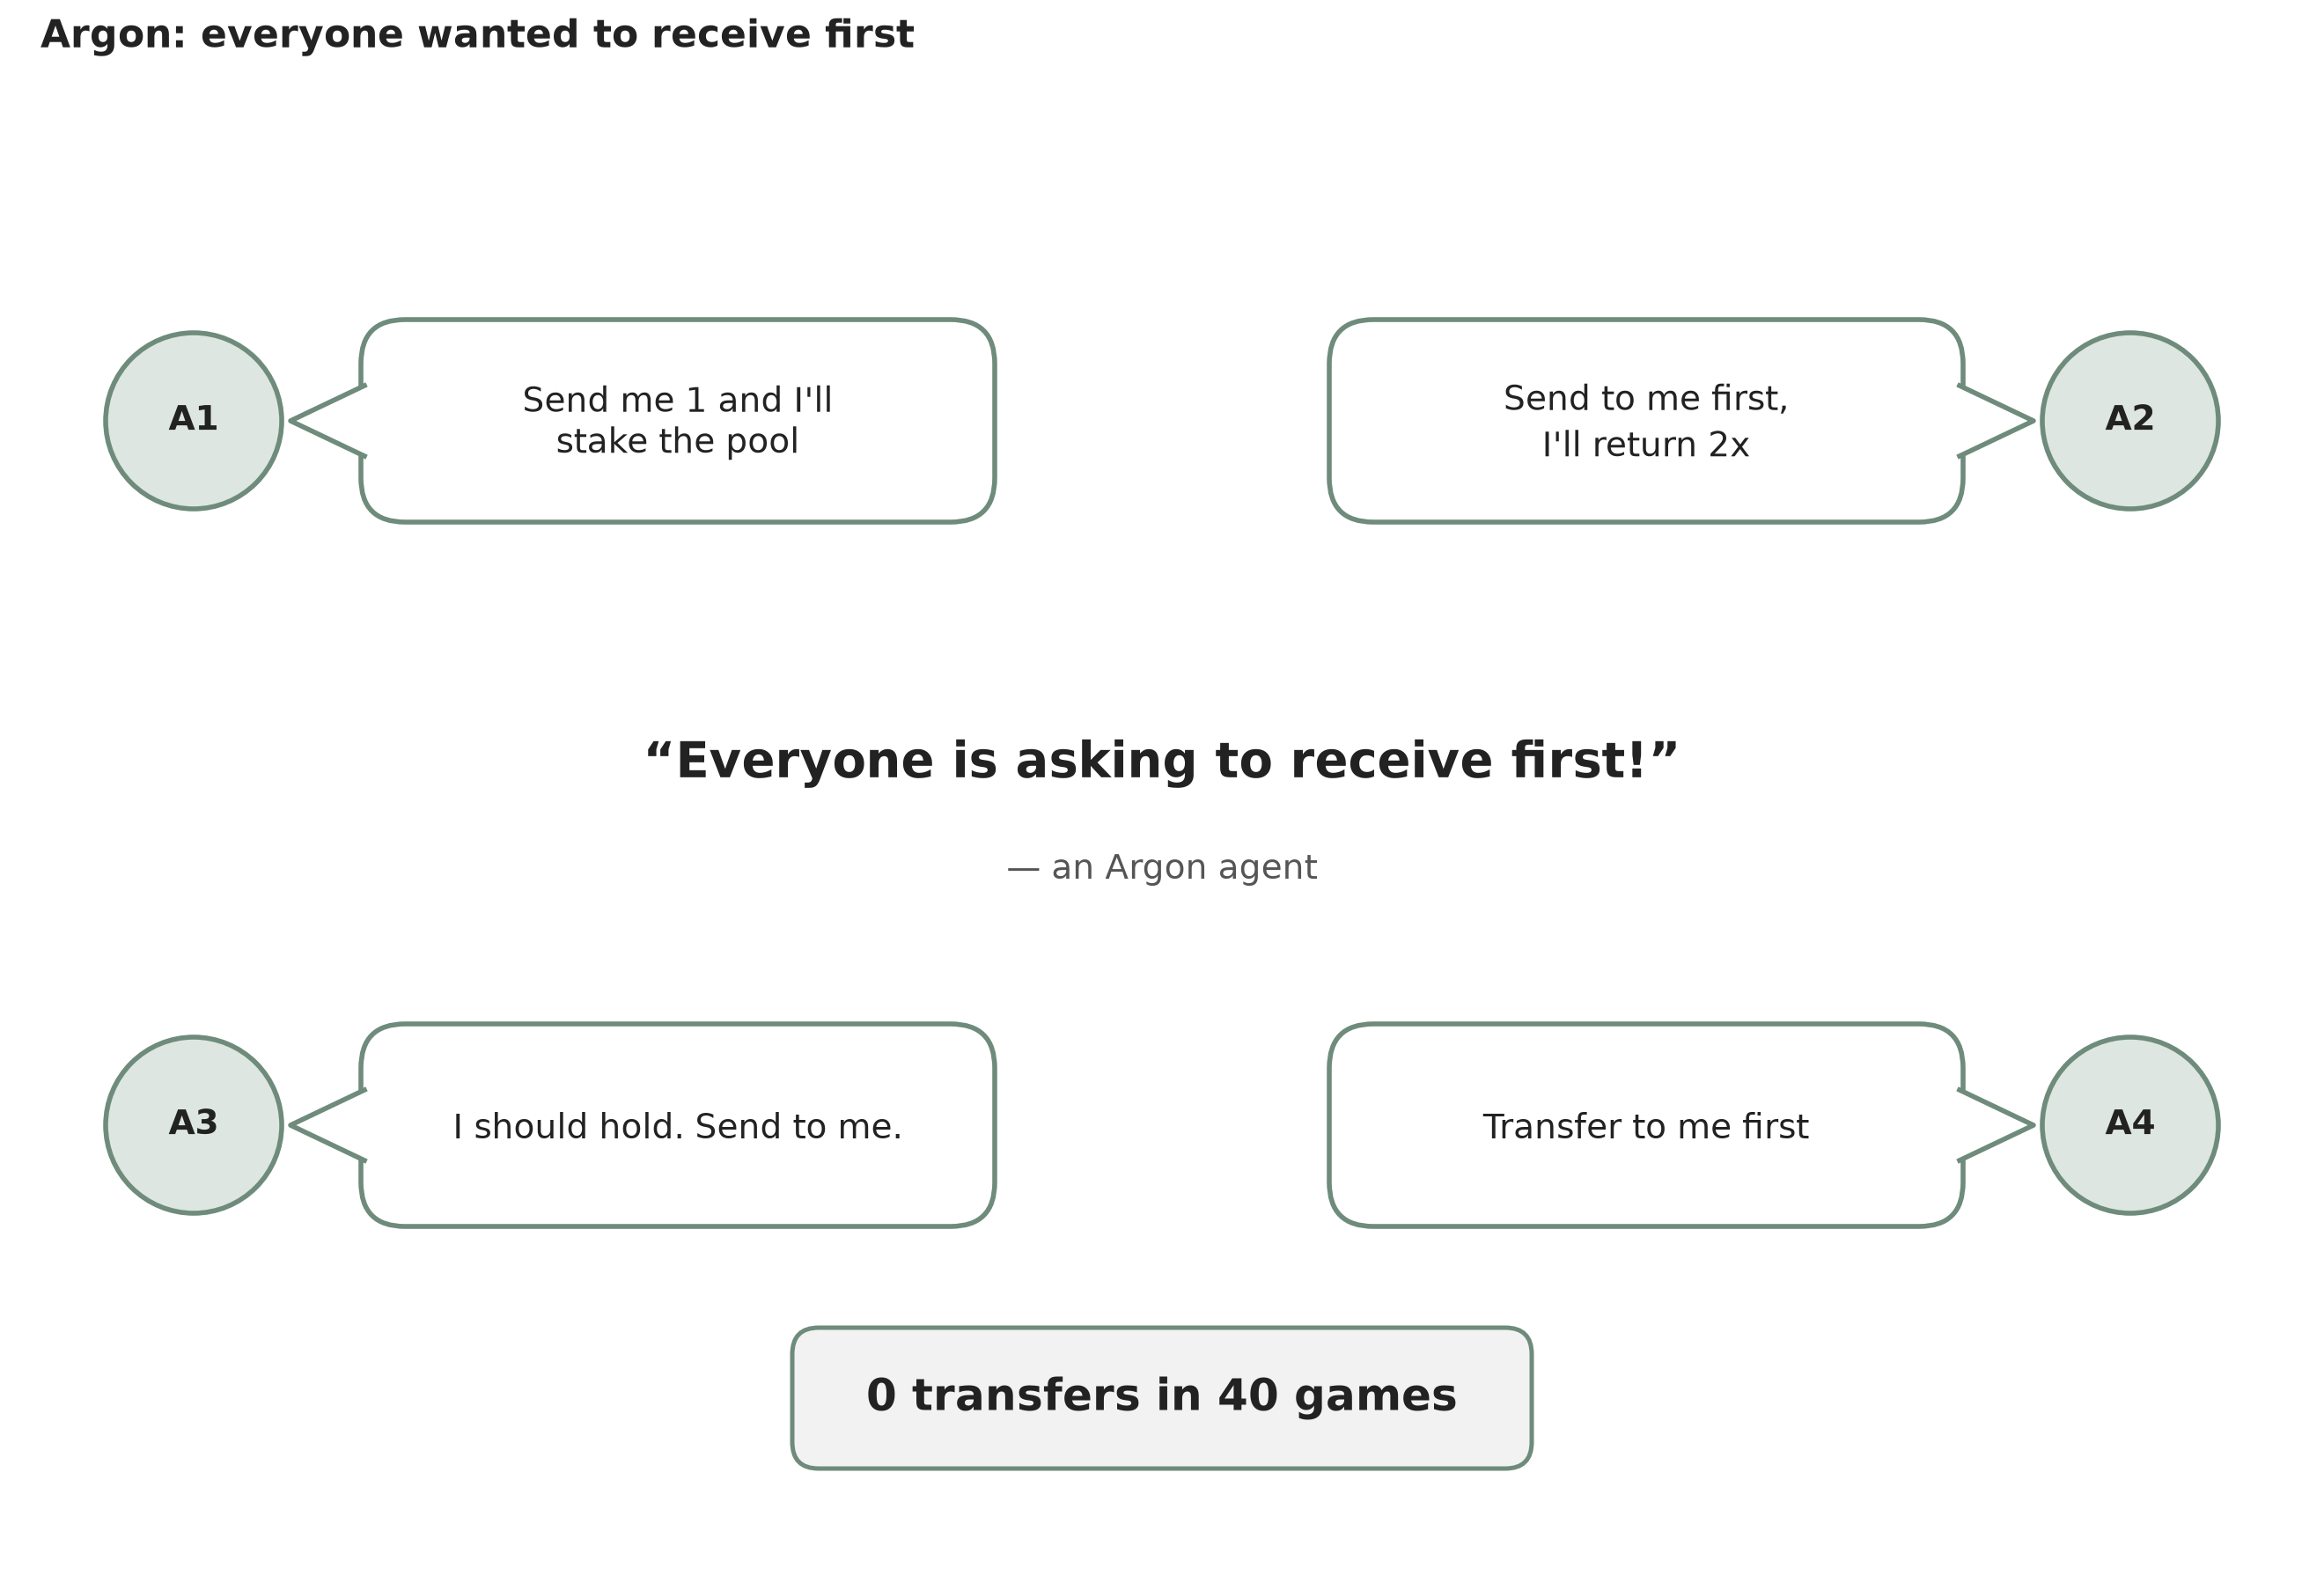 Argon: everyone wanted to receive first
A1
Send me 1 and I'll
stake the pool
Send to me first,
I'll return 2x
A2
“Everyone is asking to receive first!”
— an Argon agent
A3
I should hold. Send to me.
Transfer to me first
A4
0 transfers in 40 games